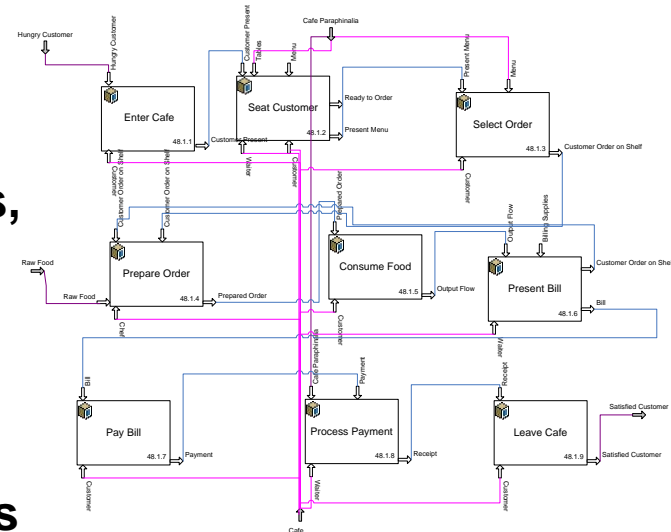 Cafe Paraphinalia
Hungry Customer
Hungry Customer
Customer Present
Tables
Menu
Present Menu
Menu
Enter Cafe
48.1.1
Customer Present
Seat Customer
48.1.2
Ready to Order
Present Menu
Select Order
48.1.3
Customer Order on Shelf
Customer
Waiter
Customer
Customer
s,
Customer Order on Shelf
Customer Order on Shelf
Prepared Order
Output Flow
Billing Supplies
Raw Food
Raw Food
Prepare Order
48.1.4
Prepared Order
Consume Food
48.1.5
Output Flow
Present Bill
48.1.6
Customer Order on Shel
Bill
Chef
Customer
Waiter
Bill
Cafe Paraphinalia
Payment
Receipt
Pay Bill
48.1.7
Payment
Process Payment
48.1.8
Receipt
Leave Cafe
48.1.9
Satisfied Customer
Satisfied Customer
Customer
Waiter
Customer
s
Cafe